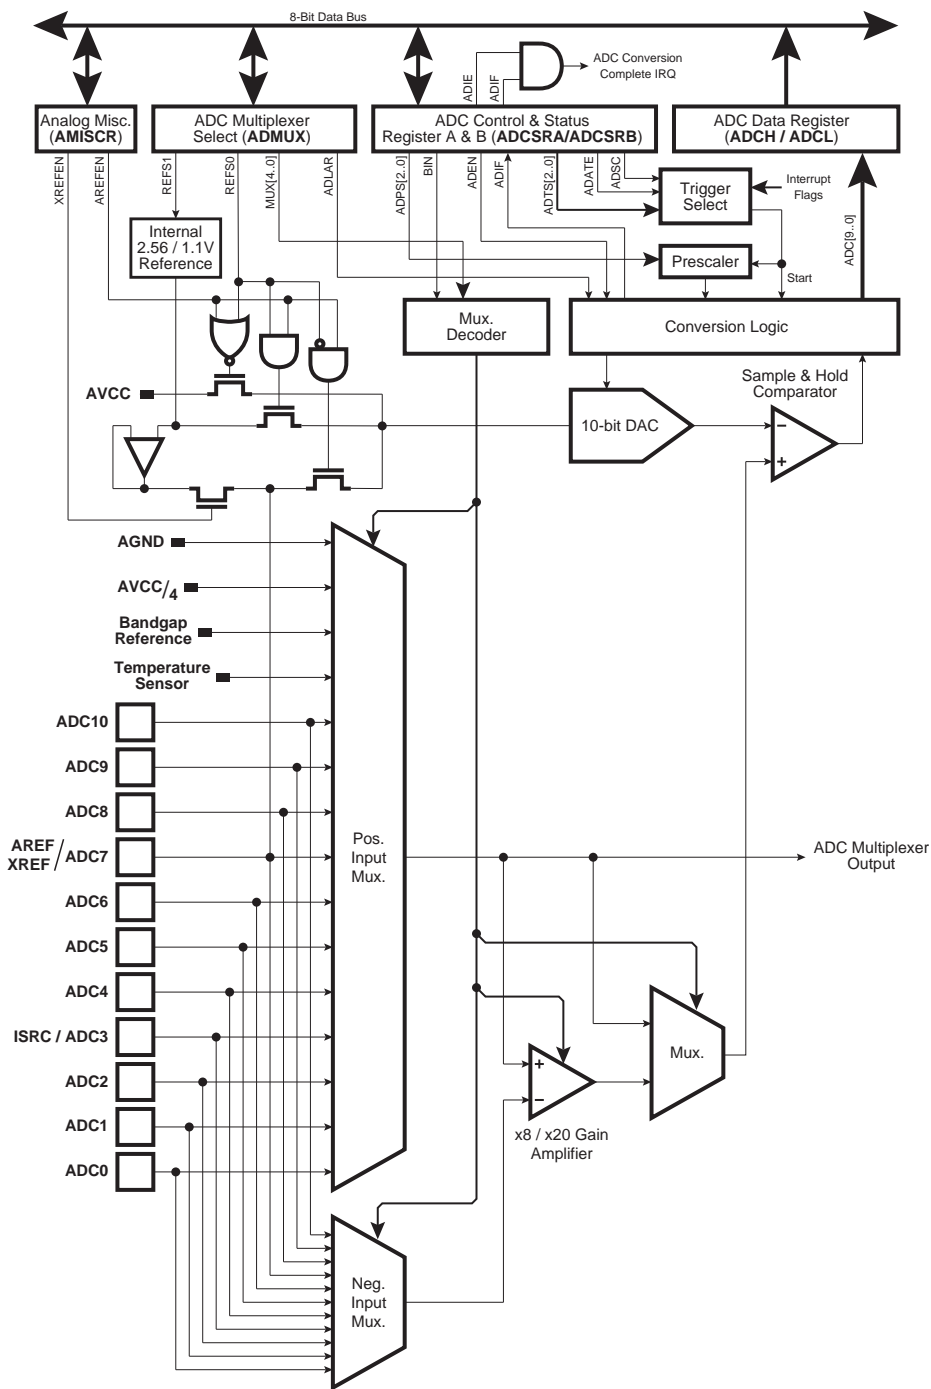 8-Bit Data Bus
ADIE
ADIF
ADC Conversion
Complete IRQ
Analog Misc.
(AMISCR)
ADC Multiplexer
Select (ADMUX)
ADC Control & Status
Register A & B (ADCSRA/ADCSRB)
ADC Data Register
(ADCH / ADCL)
XREFEN
AREFEN
REFS1
REFS0
MUX[4..0]
ADLAR
ADPS[2..0]
BIN
ADEN
ADIF
ADTS[2..0]
ADATE
ADSC
ADC[9..0]
Trigger
Select
Interrupt
Flags
Internal
2.56 / 1.1V
Reference
Prescaler
Start
Mux.
Decoder
Conversion Logic
AVCC
Sample & Hold
Comparator
10-bit DAC
−
+
AGND
AVCC/4
Bandgap
Reference
Temperature
Sensor
ADC10
ADC9
ADC8
AREF
XREF / ADC7
ADC6
ADC5
ADC4
ISRC / ADC3
ADC2
ADC1
ADC0
Pos.
Input
Mux.
ADC Multiplexer
Output
Mux.
+
−
x8 / x20 Gain
Amplifier
Neg.
Input
Mux.